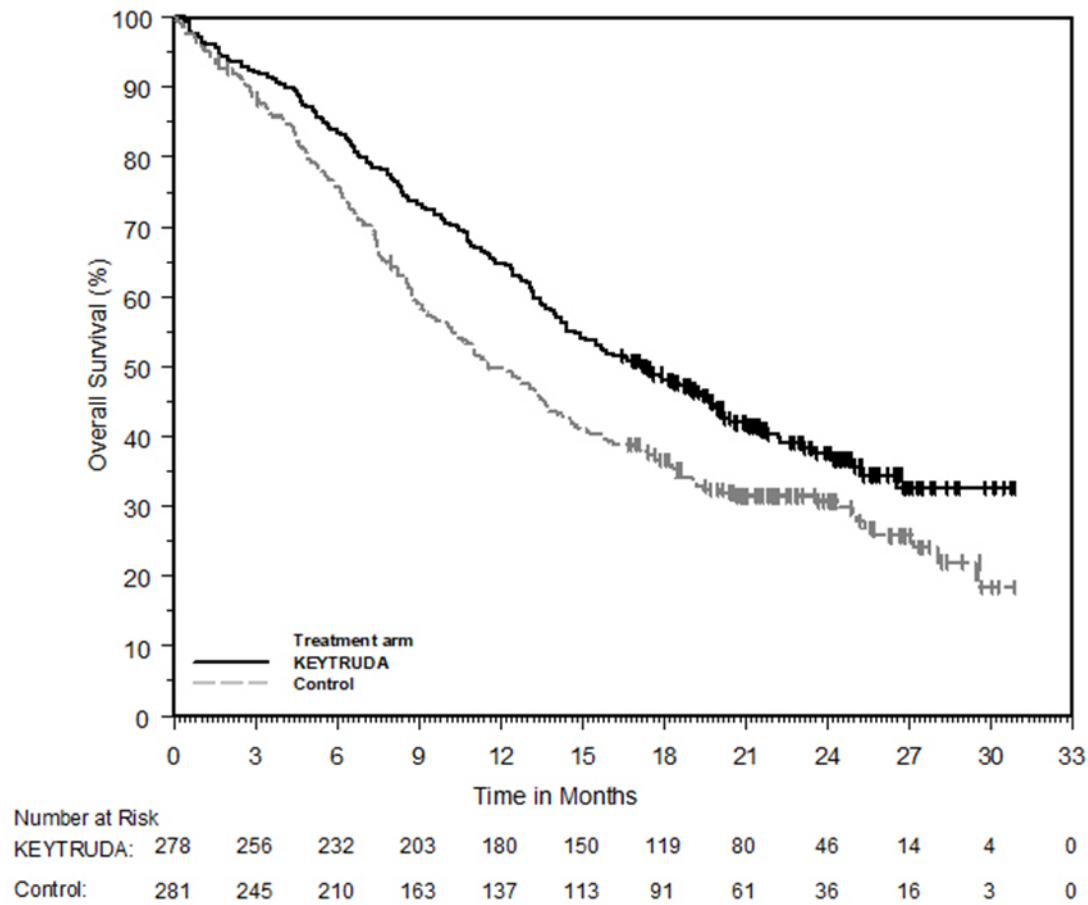 100
90
80
70
60
50
40
30
20
10
0
Overall Survival (%)
Treatment arm
KEYTRUDA
Control
0 3 6 9 12 15 18 21 24 27 30 33
Time in Months
Number at Risk
KEYTRUDA: 278 256 232 203 180 150 119 80 46 14 4 0
Control: 281 245 210 163 137 113 91 61 36 16 3 0